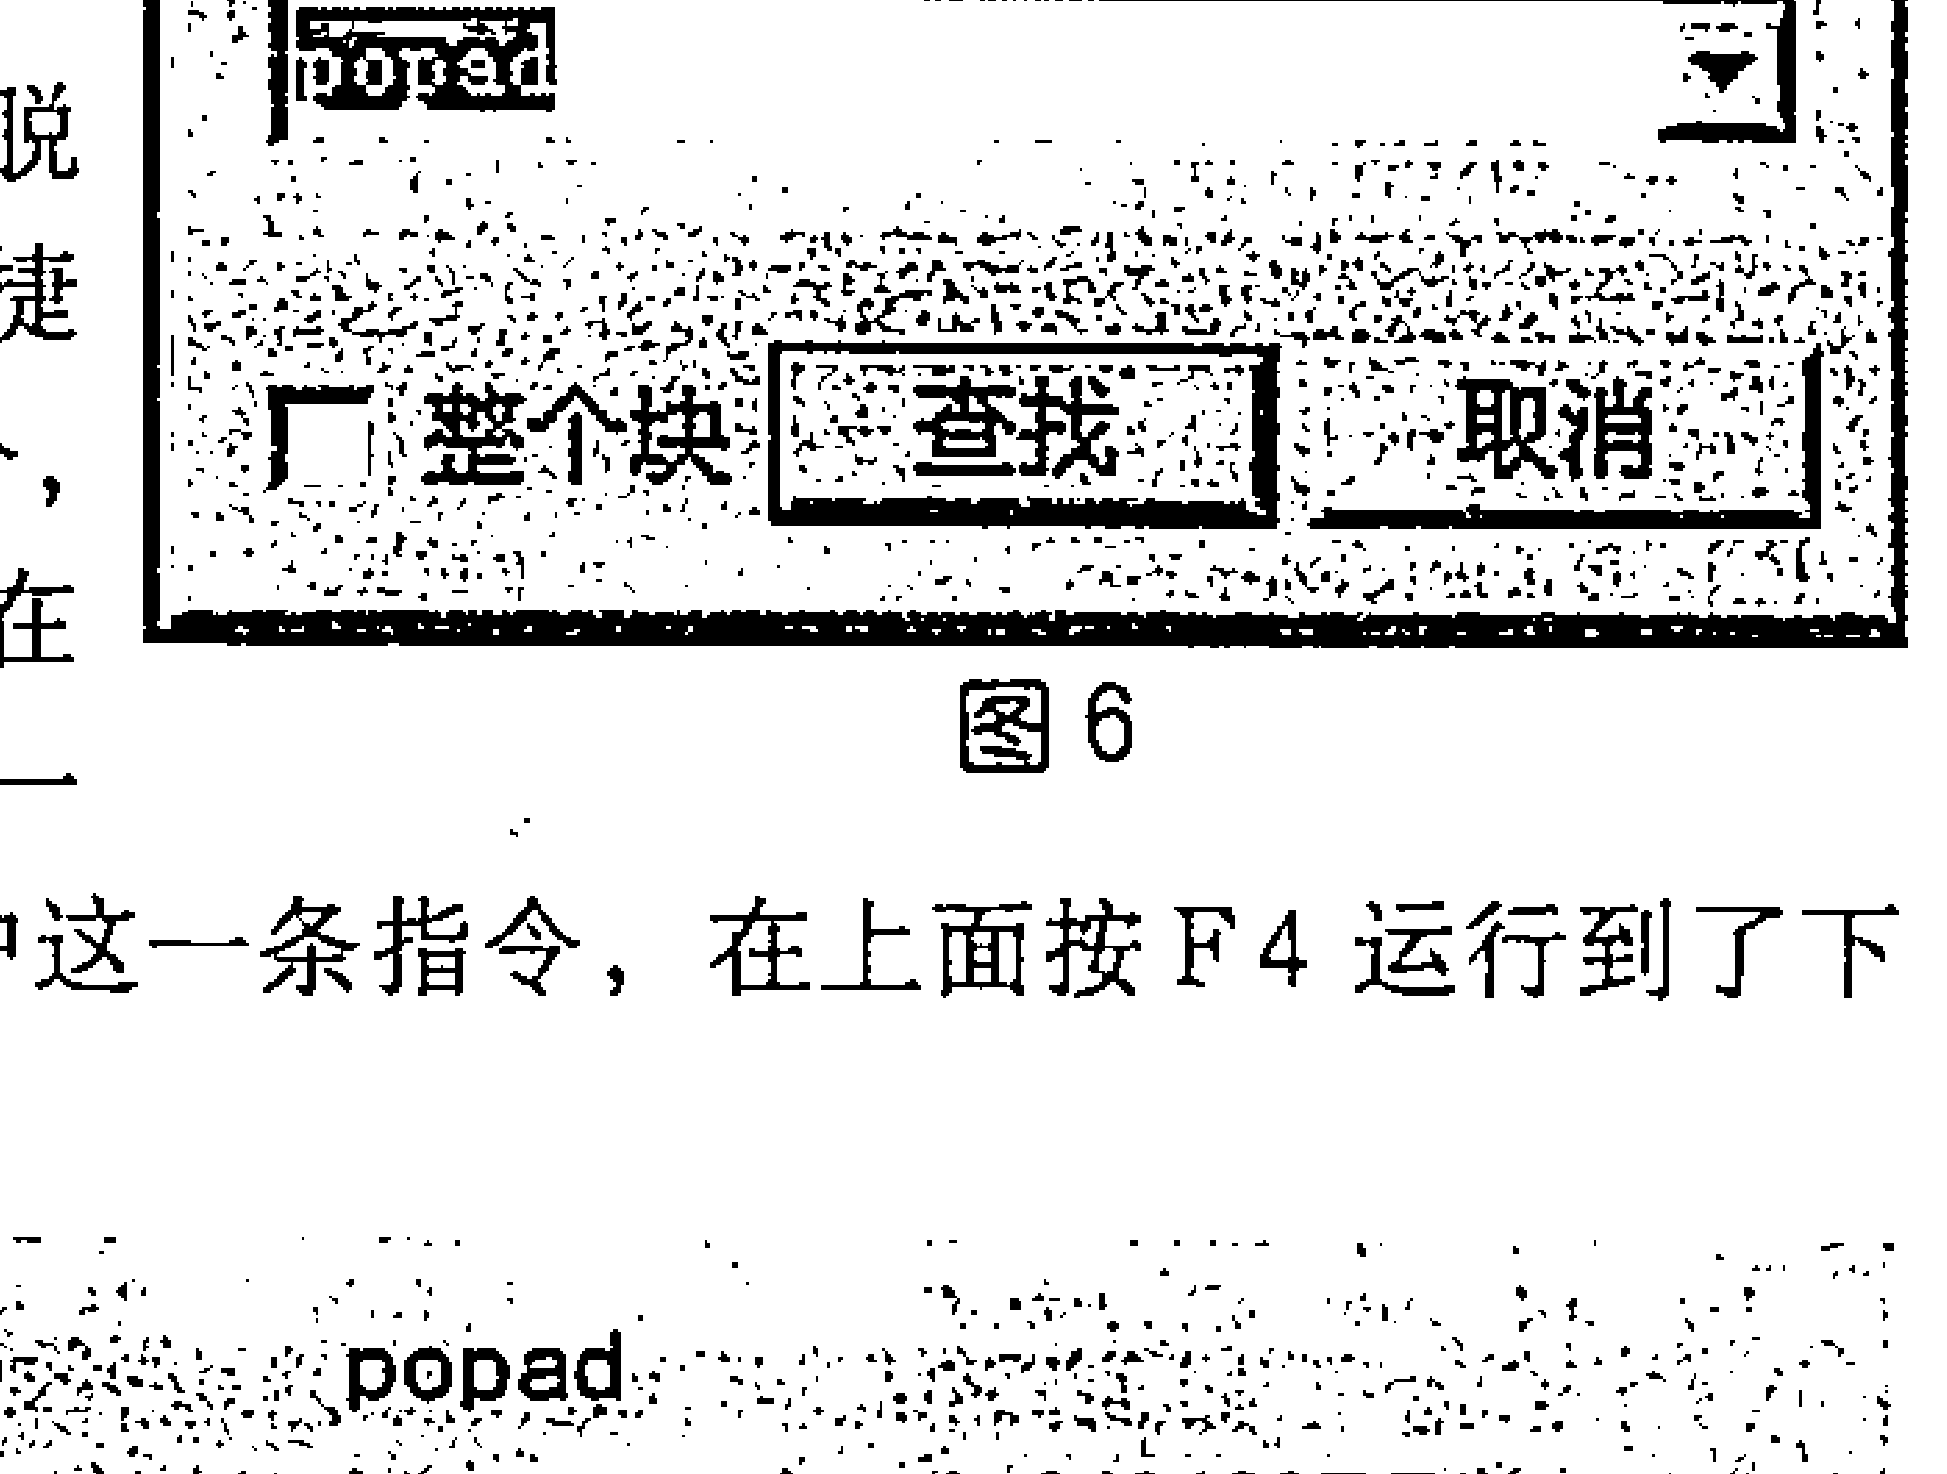 popad
脱
捷
整个块 查找 取消
，
在
图 6
一
这一条指令，在上面按 F4 运行到了下
popad